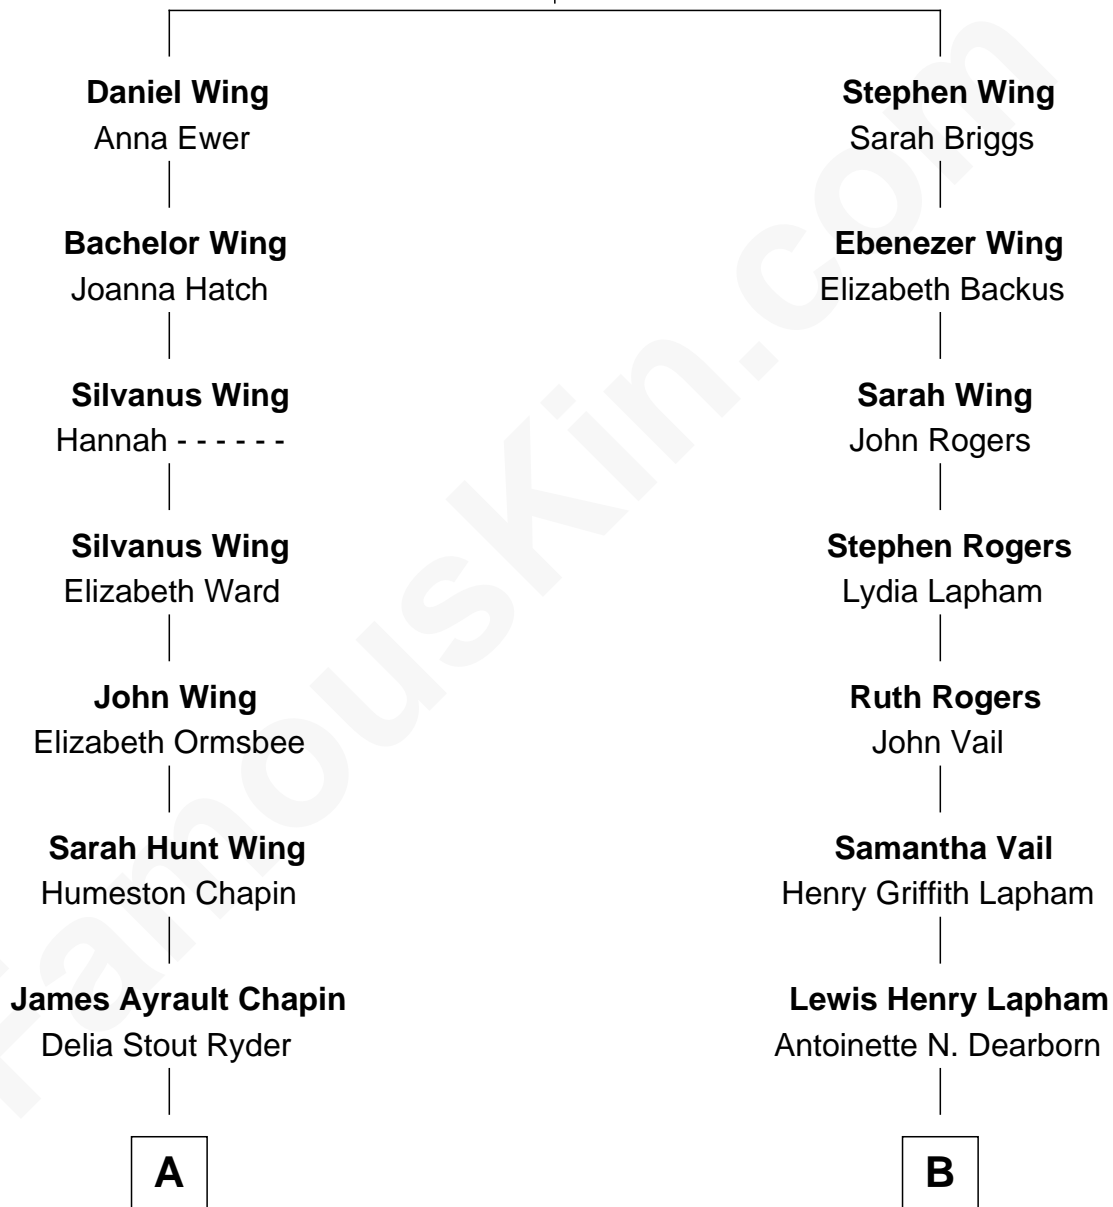 Daniel Wing
Anna Ewer
Bachelor Wing
Joanna Hatch
Silvanus Wing
Hannah - - - - - -
Silvanus Wing
Elizabeth Ward
John Wing
Elizabeth Ormsbee
Sarah Hunt Wing
Humeston Chapin
James Ayrault Chapin
Delia Stout Ryder
A
Stephen Wing
Sarah Briggs
Ebenezer Wing
Elizabeth Backus
Sarah Wing
John Rogers
Stephen Rogers
Lydia Lapham
Ruth Rogers
John Vail
Samantha Vail
Henry Griffith Lapham
Lewis Henry Lapham
Antoinette N. Dearborn
B
FamousKin.com